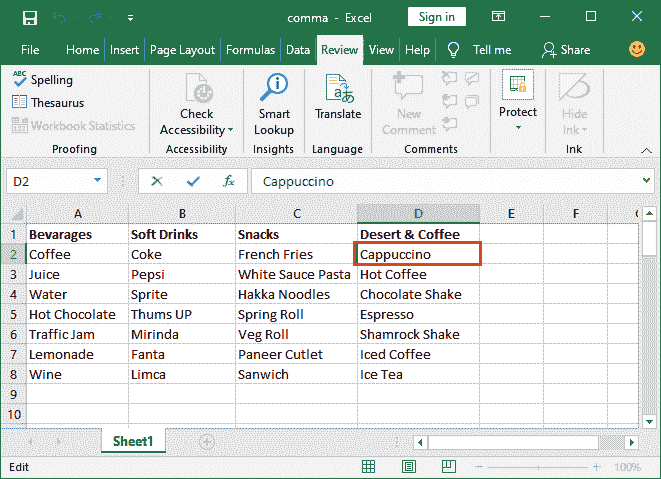 comma - Excel
Sign in
File Home Insert Page Layout Formulas Data Review View Help Tell me Share
ABC Spelling
Thesaurus
Workbook Statistics
Proofing
Check Accessibility
Accessibility
Smart Lookup
Insights
Translate
Language
New Comment
Comments
Protect
Hide Ink
Ink
D2 fx Cappuccino
A B C D E F
1 Bevarages Soft Drinks Snacks Desert & Coffee
2 Coffee Coke French Fries Cappuccino
3 Juice Pepsi White Sauce Pasta Hot Coffee
4 Water Sprite Hakka Noodles Chocolate Shake
5 Hot Chocolate Thums UP Spring Roll Espresso
6 Traffic Jam Mirinda Veg Roll Shamrock Shake
7 Lemonade Fanta Paneer Cutlet Iced Coffee
8 Wine Limca Sanwich Ice Tea
9
10
Sheet1
Edit 100%